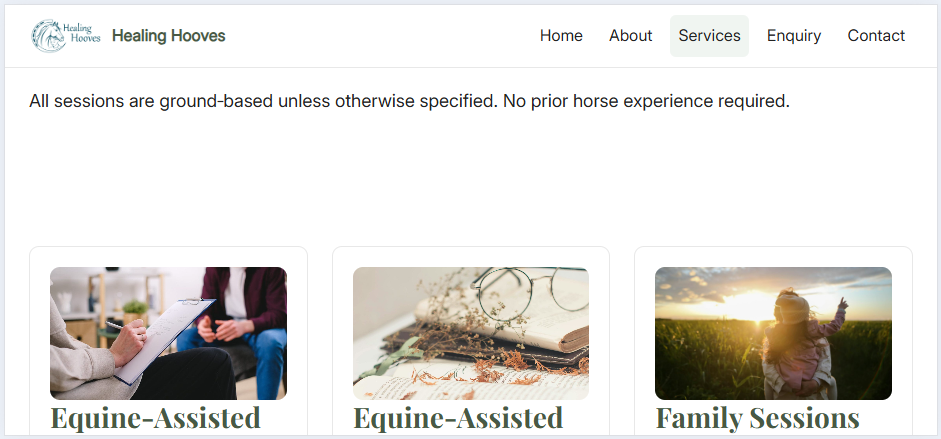 Healing
Hooves
Healing Hooves
Home
About
Services
Enquiry
Contact
All sessions are ground-based unless otherwise specified. No prior horse experience required.
Equine-Assisted
Equine-Assisted
Family Sessions